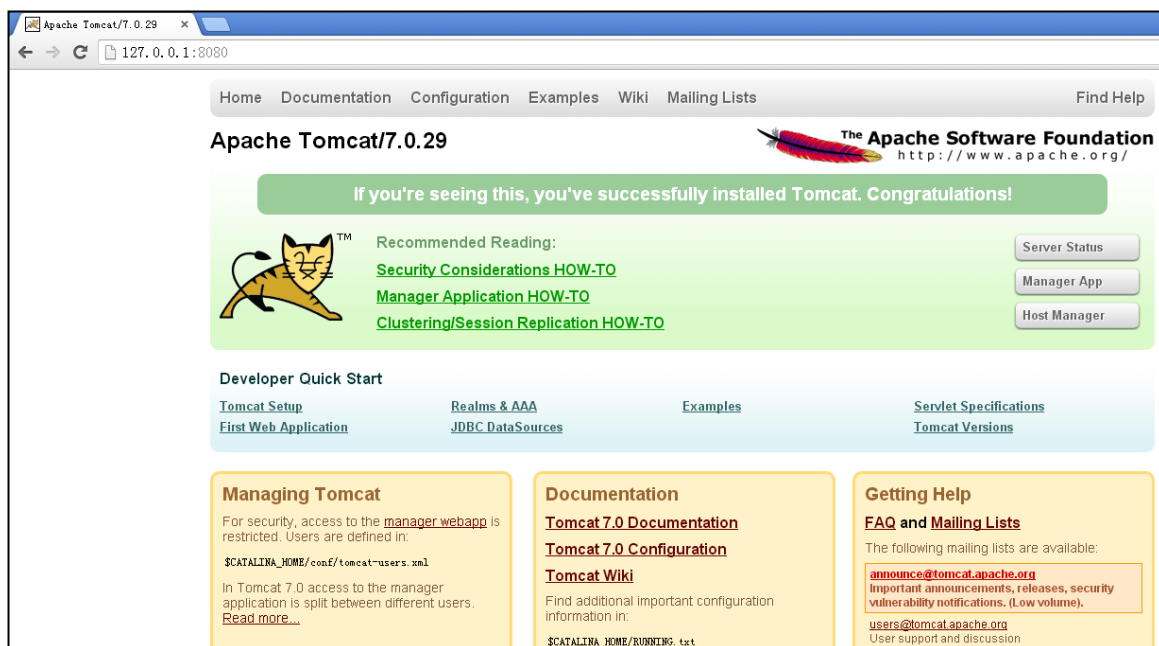 Apache Tomcat/7.0.29
127.0.0.1:8080
Home Documentation Configuration Examples Wiki Mailing Lists Find Help
Apache Tomcat/7.0.29
The Apache Software Foundation
http://www.apache.org/
If you're seeing this, you've successfully installed Tomcat. Congratulations!
TM
Recommended Reading:
Security Considerations HOW-TO
Manager Application HOW-TO
Clustering/Session Replication HOW-TO
Server Status
Manager App
Host Manager
Developer Quick Start
Tomcat Setup
First Web Application
Realms & AAA
JDBC DataSources
Examples
Servlet Specifications
Tomcat Versions
Managing Tomcat
For security, access to the manager webapp is
restricted. Users are defined in:
$CATALINA_HOME/conf/tomcat-users.xml
In Tomcat 7.0 access to the manager
application is split between different users.
Read more...
Documentation
Tomcat 7.0 Documentation
Tomcat 7.0 Configuration
Tomcat Wiki
Find additional important configuration
information in:
$CATALINA_HOME/RUNNING.txt
Getting Help
FAQ and Mailing Lists
The following mailing lists are available:
announce@tomcat.apache.org
Important announcements, releases, security
vulnerability notifications. (Low volume).
users@tomcat.apache.org
User support and discussion